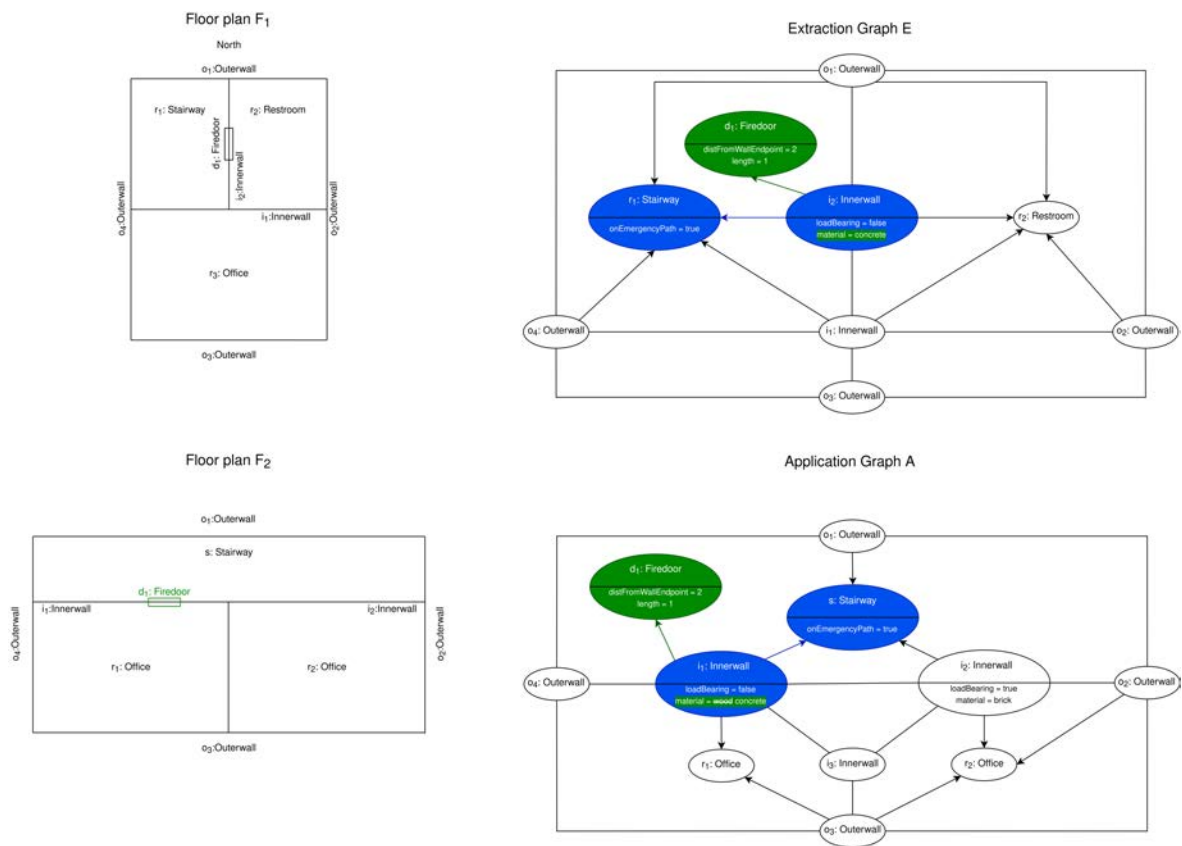 Floor plan F₁
North
o₁:Outerwall
r₁: Stairway
r₂: Restroom
d₁: Firedoor
i₂:Innerwall
o₄:Outerwall
i₁:Innerwall
o₂:Outerwall
r₃: Office
o₃:Outerwall
Extraction Graph E
o₁: Outerwall
d₁: Firedoor
distFromWallEndpoint = 2
length = 1
r₁: Stairway
onEmergencyPath = true
i₂: Innerwall
loadBearing = false
material = concrete
r₂: Restroom
o₄: Outerwall
i₁: Innerwall
o₂: Outerwall
o₃: Outerwall
Floor plan F₂
o₁:Outerwall
s: Stairway
d₁: Firedoor
i₁:Innerwall
i₂:Innerwall
o₄:Outerwall
o₂:Outerwall
r₁: Office
r₂: Office
o₃:Outerwall
Application Graph A
o₁: Outerwall
d₁: Firedoor
distFromWallEndpoint = 2
length = 1
s: Stairway
onEmergencyPath = true
i₁: Innerwall
loadBearing = false
material = wood concrete
i₂: Innerwall
loadBearing = true
material = brick
o₄: Outerwall
o₂: Outerwall
r₁: Office
i₃: Innerwall
r₂: Office
o₃: Outerwall